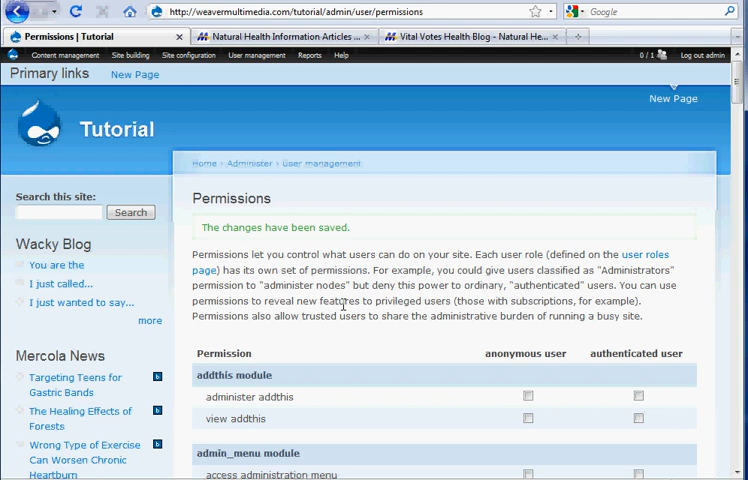 http://weavermultimedia.com/tutorial/admin/user/permissions
Google
Permissions | Tutorial
Natural Health Information Articles ...
Vital Votes Health Blog - Natural He...
Content management Site building Site configuration User management Reports Help 0 / 1 Log out admin
Primary links New Page
New Page
Tutorial
Home › Administer › User management
Search this site:
Search
Wacky Blog
You are the
I just called...
I just wanted to say...
more
Mercola News
Targeting Teens for
Gastric Bands
The Healing Effects of
Forests
Wrong Type of Exercise
Can Worsen Chronic
Heartburn
Permissions
The changes have been saved.
Permissions let you control what users can do on your site. Each user role (defined on the user roles
page) has its own set of permissions. For example, you could give users classified as "Administrators"
permission to "administer nodes" but deny this power to ordinary, "authenticated" users. You can use
permissions to reveal new features to privileged users (those with subscriptions, for example).
Permissions also allow trusted users to share the administrative burden of running a busy site.
Permission anonymous user authenticated user
addthis module
administer addthis
view addthis
admin_menu module
access administration menu